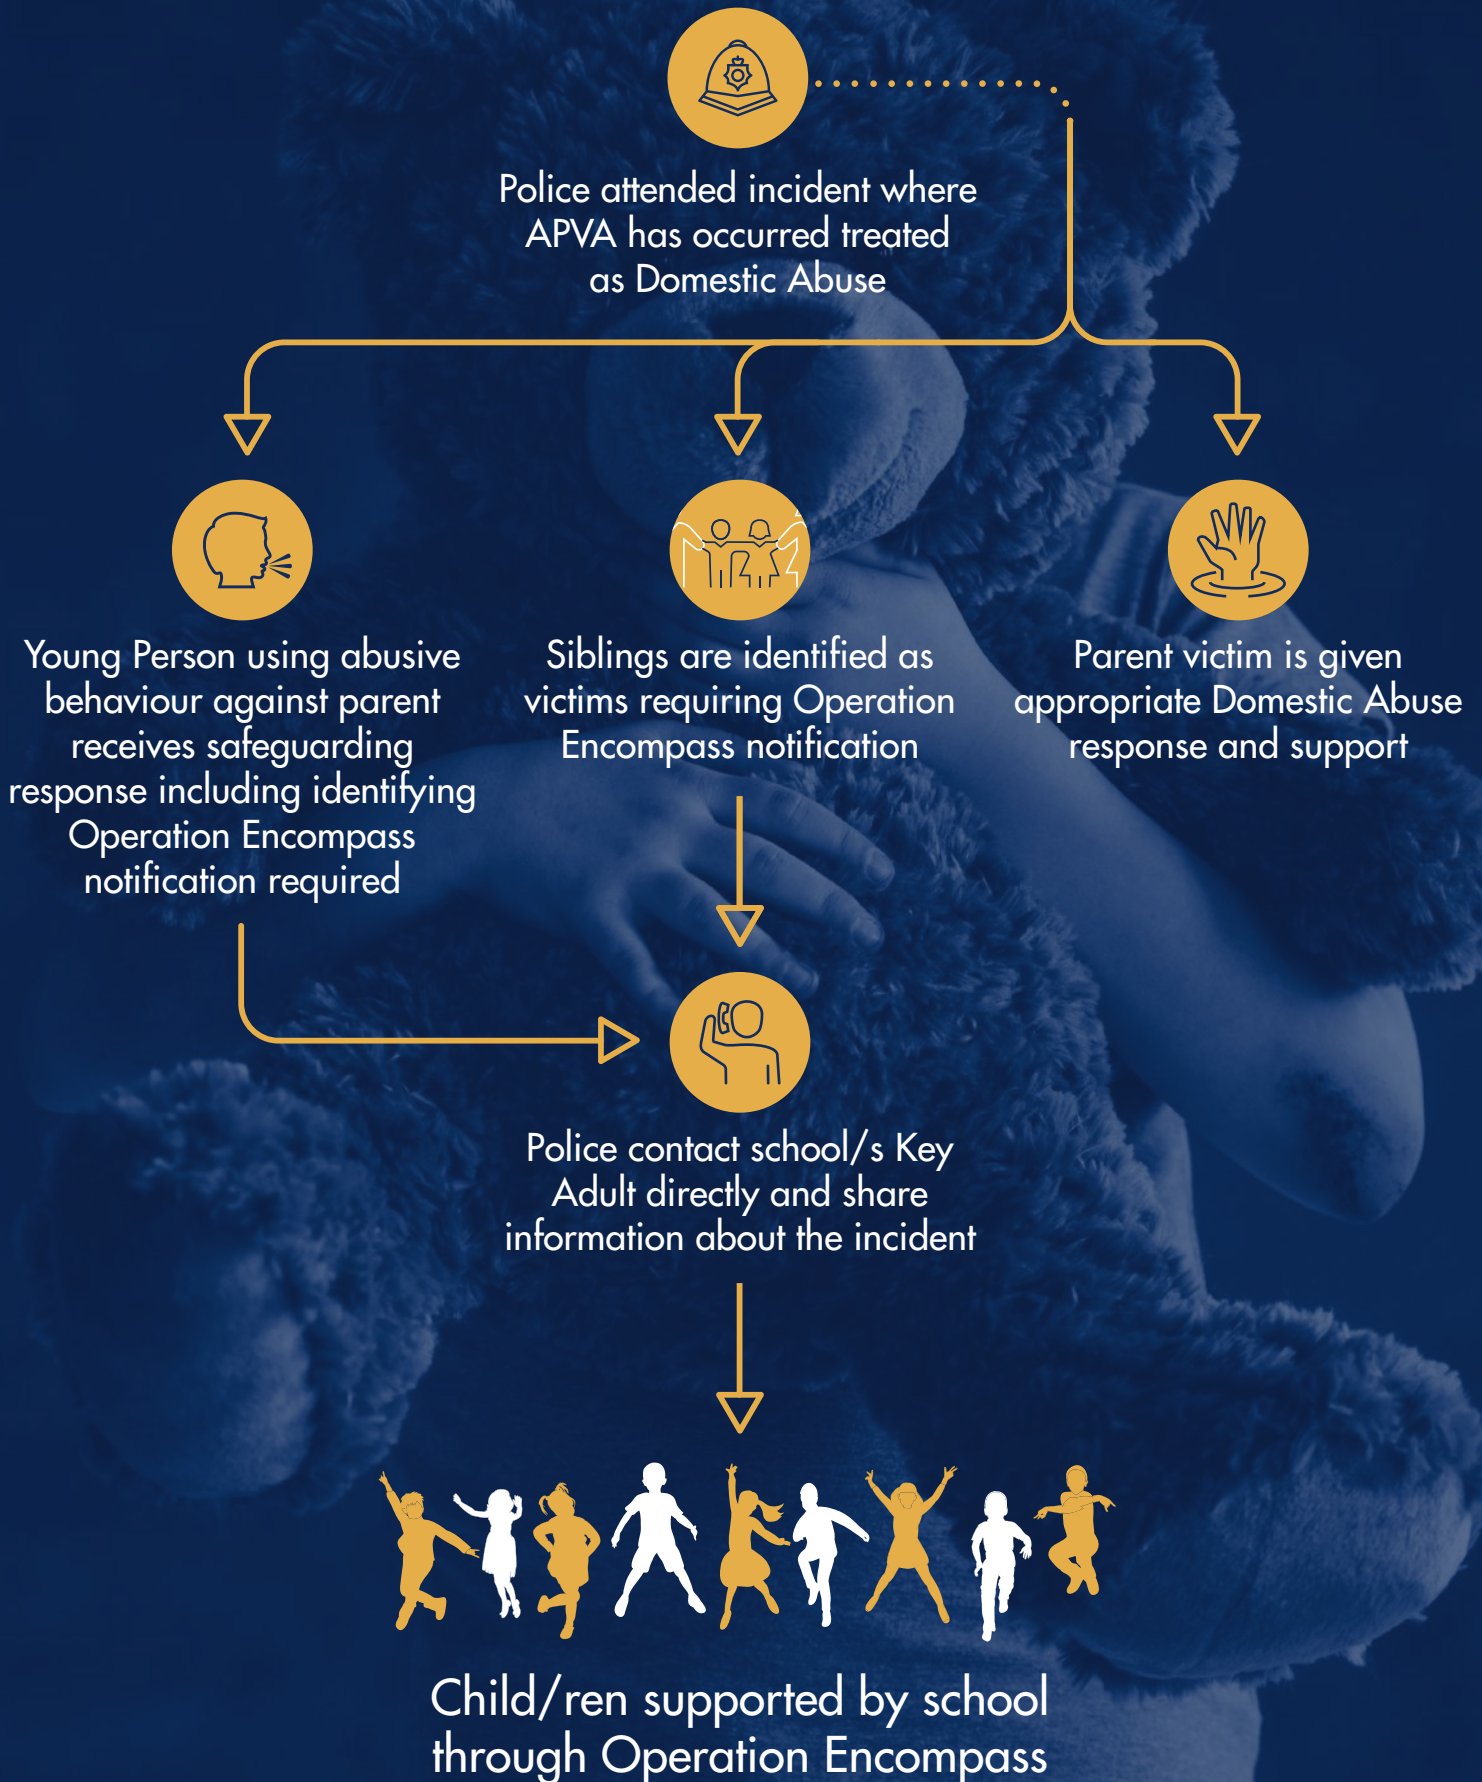 Police attended incident where
APVA has occurred treated
as Domestic Abuse
Young Person using abusive
behaviour against parent
receives safeguarding
response including identifying
Operation Encompass
notification required
Siblings are identified as
victims requiring Operation
Encompass notification
Parent victim is given
appropriate Domestic Abuse
response and support
Police contact school/s Key
Adult directly and share
information about the incident
Child/ren supported by school
through Operation Encompass